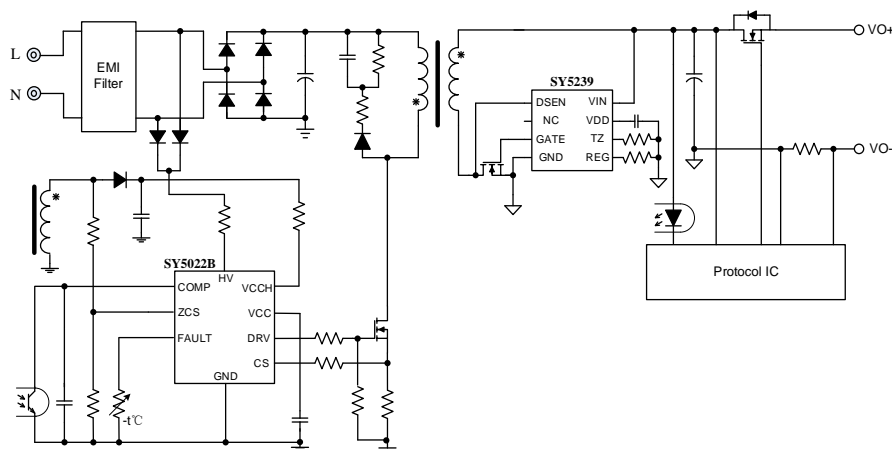 L
N
EMI
Filter
VO+
SY5239
DSEN
VIN
NC
VDD
GATE
TZ
GND
REG
VO-
*
*
*
SY5022B
HV
COMP
VCCH
ZCS
VCC
FAULT
DRV
CS
GND
-t℃
Protocol IC